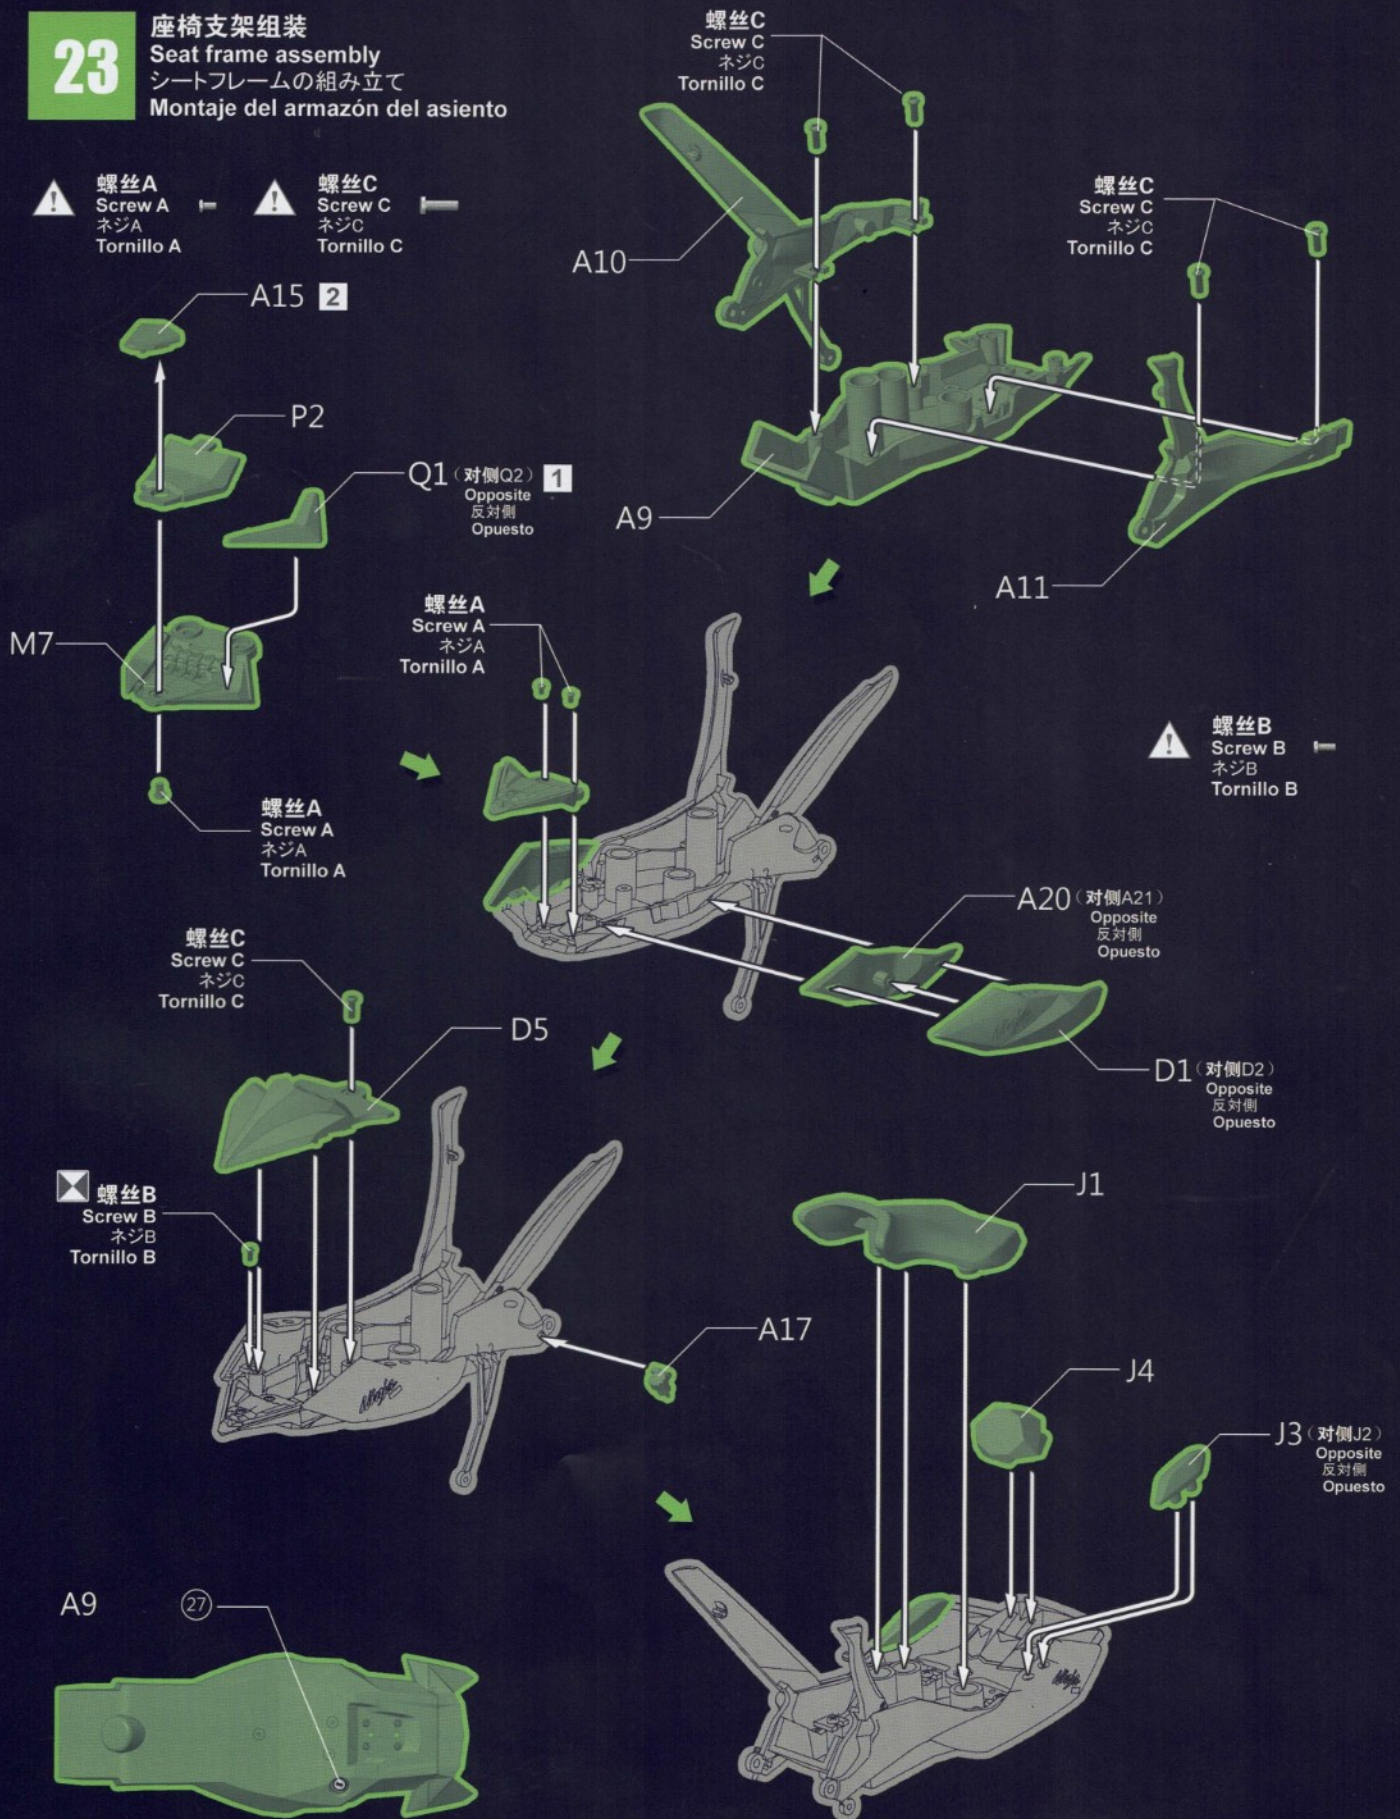 23
座椅支架组装
Seat frame assembly
シートフレームの組み立て
Montaje del armazón del asiento
螺丝A
Screw A
ネジA
Tornillo A
螺丝C
Screw C
ネジC
Tornillo C
螺丝C
Screw C
ネジC
Tornillo C
螺丝C
Screw C
ネジC
Tornillo C
A10
A15 2
P2
Q1（对侧Q2） 1
Opposite
反対側
Opuesto
A9
A11
M7
螺丝A
Screw A
ネジA
Tornillo A
螺丝A
Screw A
ネジA
Tornillo A
螺丝B
Screw B
ネジB
Tornillo B
A20（对侧A21）
Opposite
反対側
Opuesto
D1（对侧D2）
Opposite
反対側
Opuesto
螺丝C
Screw C
ネジC
Tornillo C
D5
螺丝B
Screw B
ネジB
Tornillo B
Ninja
A17
J1
J4
J3（对侧J2）
Opposite
反対側
Opuesto
Ninja
A9
27